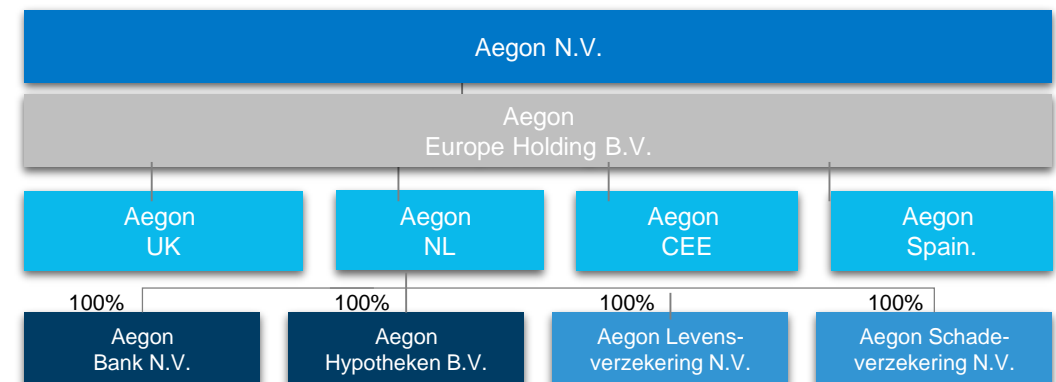 Aegon N.V.
Aegon
Europe Holding B.V.
Aegon
UK
Aegon
NL
Aegon
CEE
Aegon
Spain.
100%
100%
100%
100%
Aegon
Bank N.V.
Aegon
Hypotheken B.V.
Aegon Levens-
verzekering N.V.
Aegon Schade-
verzekering N.V.